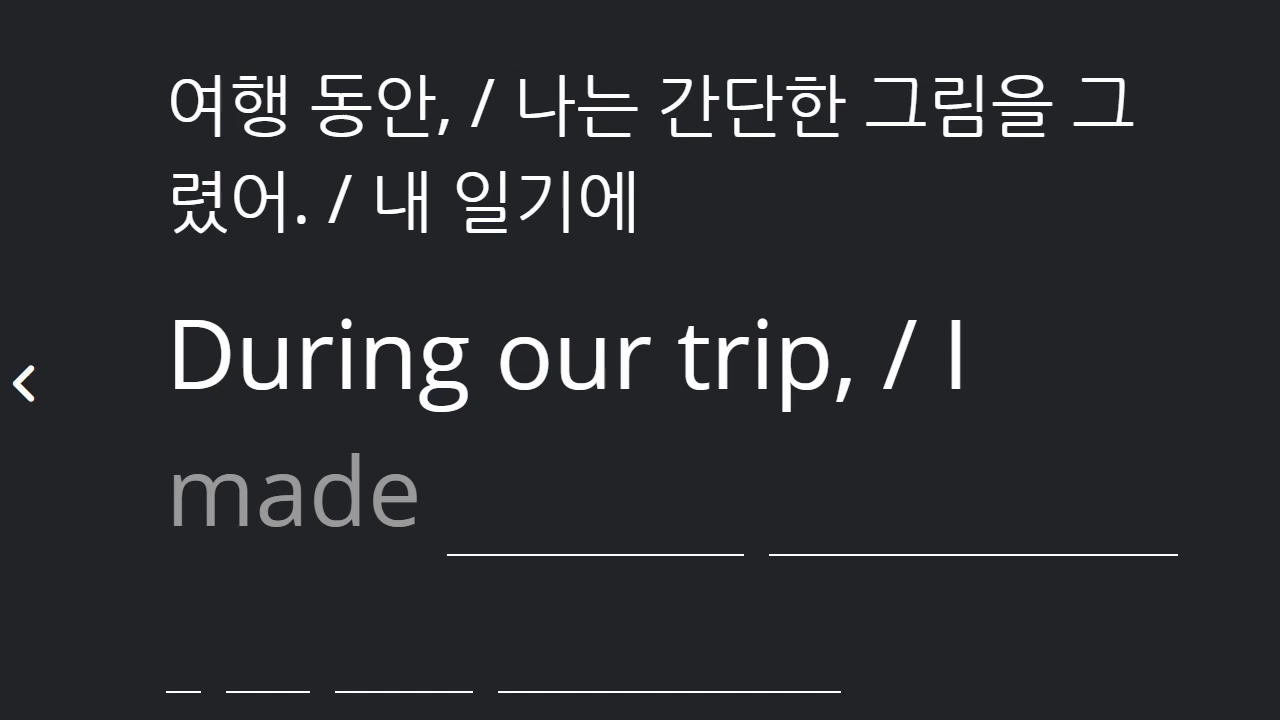 여행 동안, / 나는 간단한 그림을 그
렸어. / 내 일기에
During our trip, / I
made